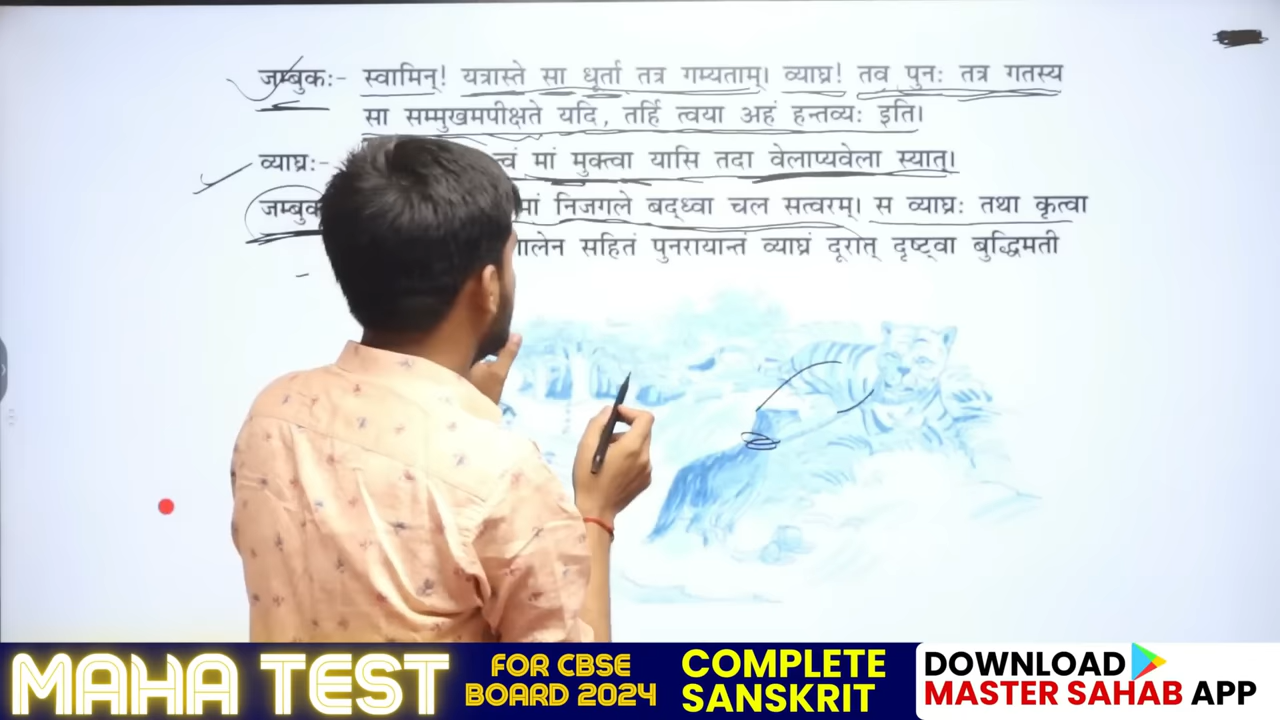 जम्बुकः- स्वामिन्! यत्रास्ते सा धूर्ता तत्र गम्यताम्। व्याघ्र! तव पुनः तत्र गतस्य
सा सम्मुखमपीक्षते यदि, तर्हि त्वया अहं हन्तव्यः इति।
व्याघ्रः- त्वं मां मुक्त्वा यासि तदा वेलाप्यवेला स्यात्।
मां निजगले बद्ध्वा चल सत्वरम्। स व्याघ्रः तथा कृत्वा
सहितं पुनरायान्तं व्याघ्रं दूरात् दृष्ट्वा बुद्धिमती
MAHA TEST
FOR CBSE
BOARD 2024
COMPLETE
SANSKRIT
DOWNLOAD
MASTER SAHAB APP